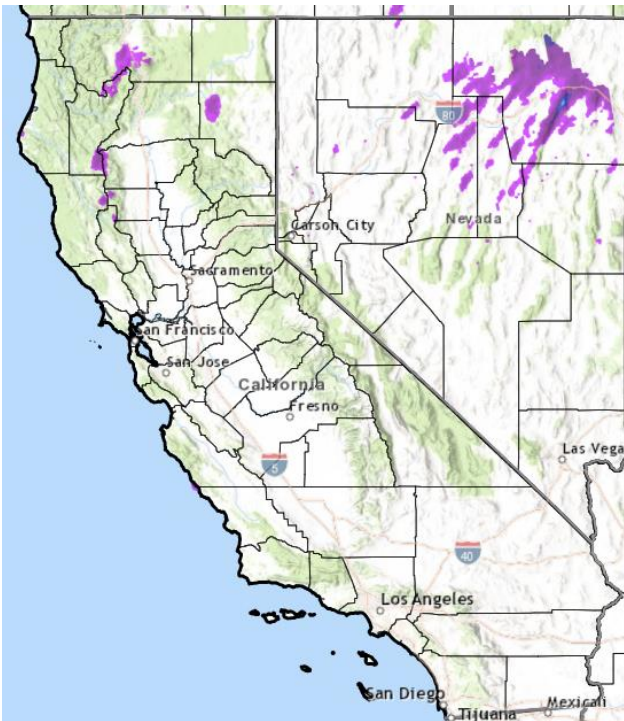 80
Nevada
Carson City
Sacramento
San Francisco
San Jose
California
Fresno
Las Vega
5
40
Los Angeles
San Diego
Tijuana
Mexicali